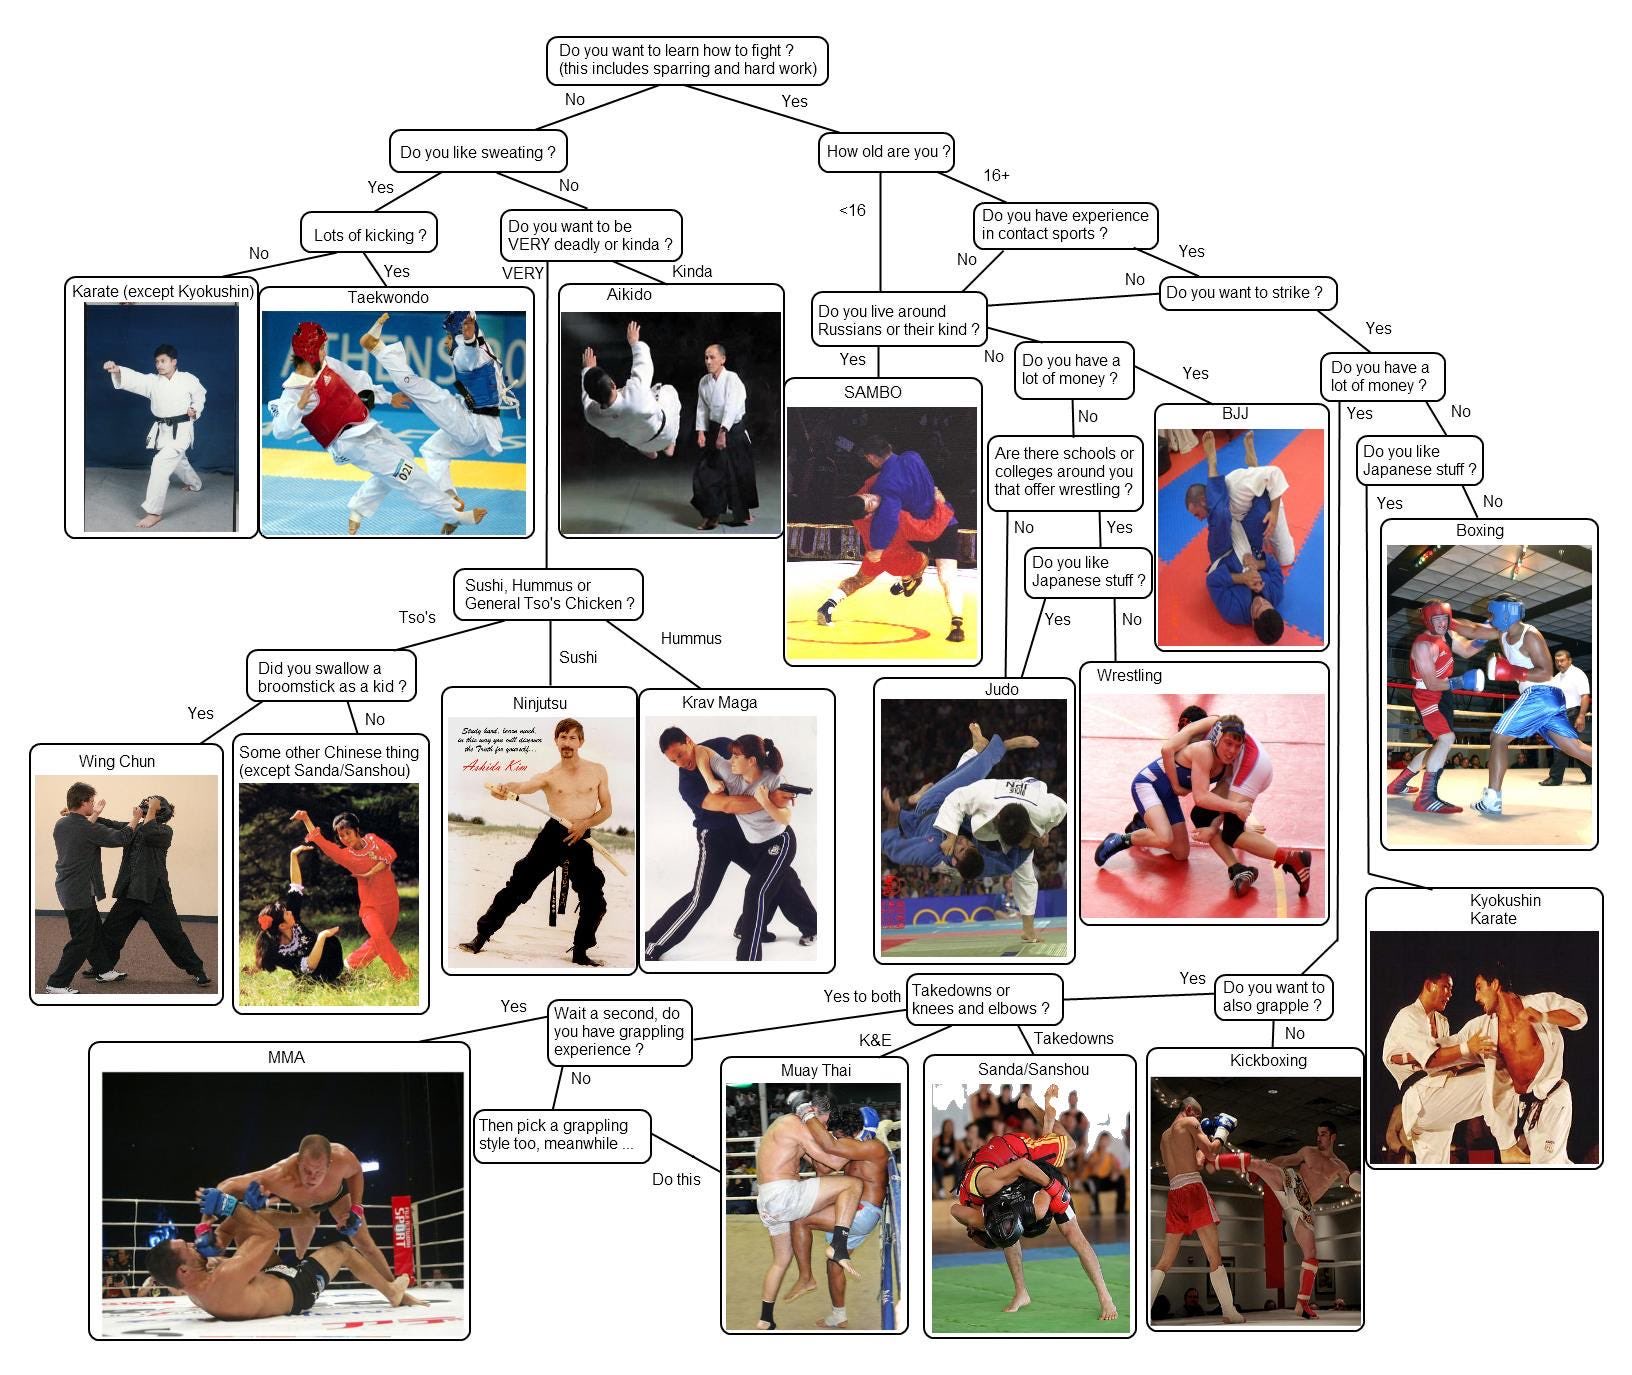 Do you want to learn how to fight ?
(this includes sparring and hard work)
No
Yes
Do you like sweating ?
How old are you ?
Yes
No
<16
16+
Lots of kicking ?
Do you want to be
VERY deadly or kinda ?
Do you have experience
in contact sports ?
No
Yes
VERY
Kinda
No
Yes
Karate (except Kyokushin)
Taekwondo
Aikido
Do you live around
Russians or their kind ?
No
Do you want to strike ?
Yes
Yes
No
Do you have a
lot of money ?
Yes
No
Do you have a
lot of money ?
Yes
No
SAMBO
BJJ
Are there schools or
colleges around you
that offer wrestling ?
Do you like
Japanese stuff ?
Yes
No
No
Yes
Do you like
Japanese stuff ?
Yes
No
Boxing
ATHENS 20
021
Sushi, Hummus or
General Tso's Chicken ?
Tso's
Sushi
Hummus
Did you swallow a
broomstick as a kid ?
Yes
No
Wing Chun
Some other Chinese thing
(except Sanda/Sanshou)
Ninjutsu
Study hard, learn much,
in this way you will discover
the Truth for yourself...
Ashida Kim
Krav Maga
Judo
JPN
Wrestling
Kyokushin
Karate
Do you want to
also grapple ?
Yes
No
Takedowns or
knees and elbows ?
Yes to both
K&E
Takedowns
Wait a second, do
you have grappling
experience ?
Yes
No
MMA
SPORT
Then pick a grappling
style too, meanwhile ...
Do this
Muay Thai
Sanda/Sanshou
Kickboxing